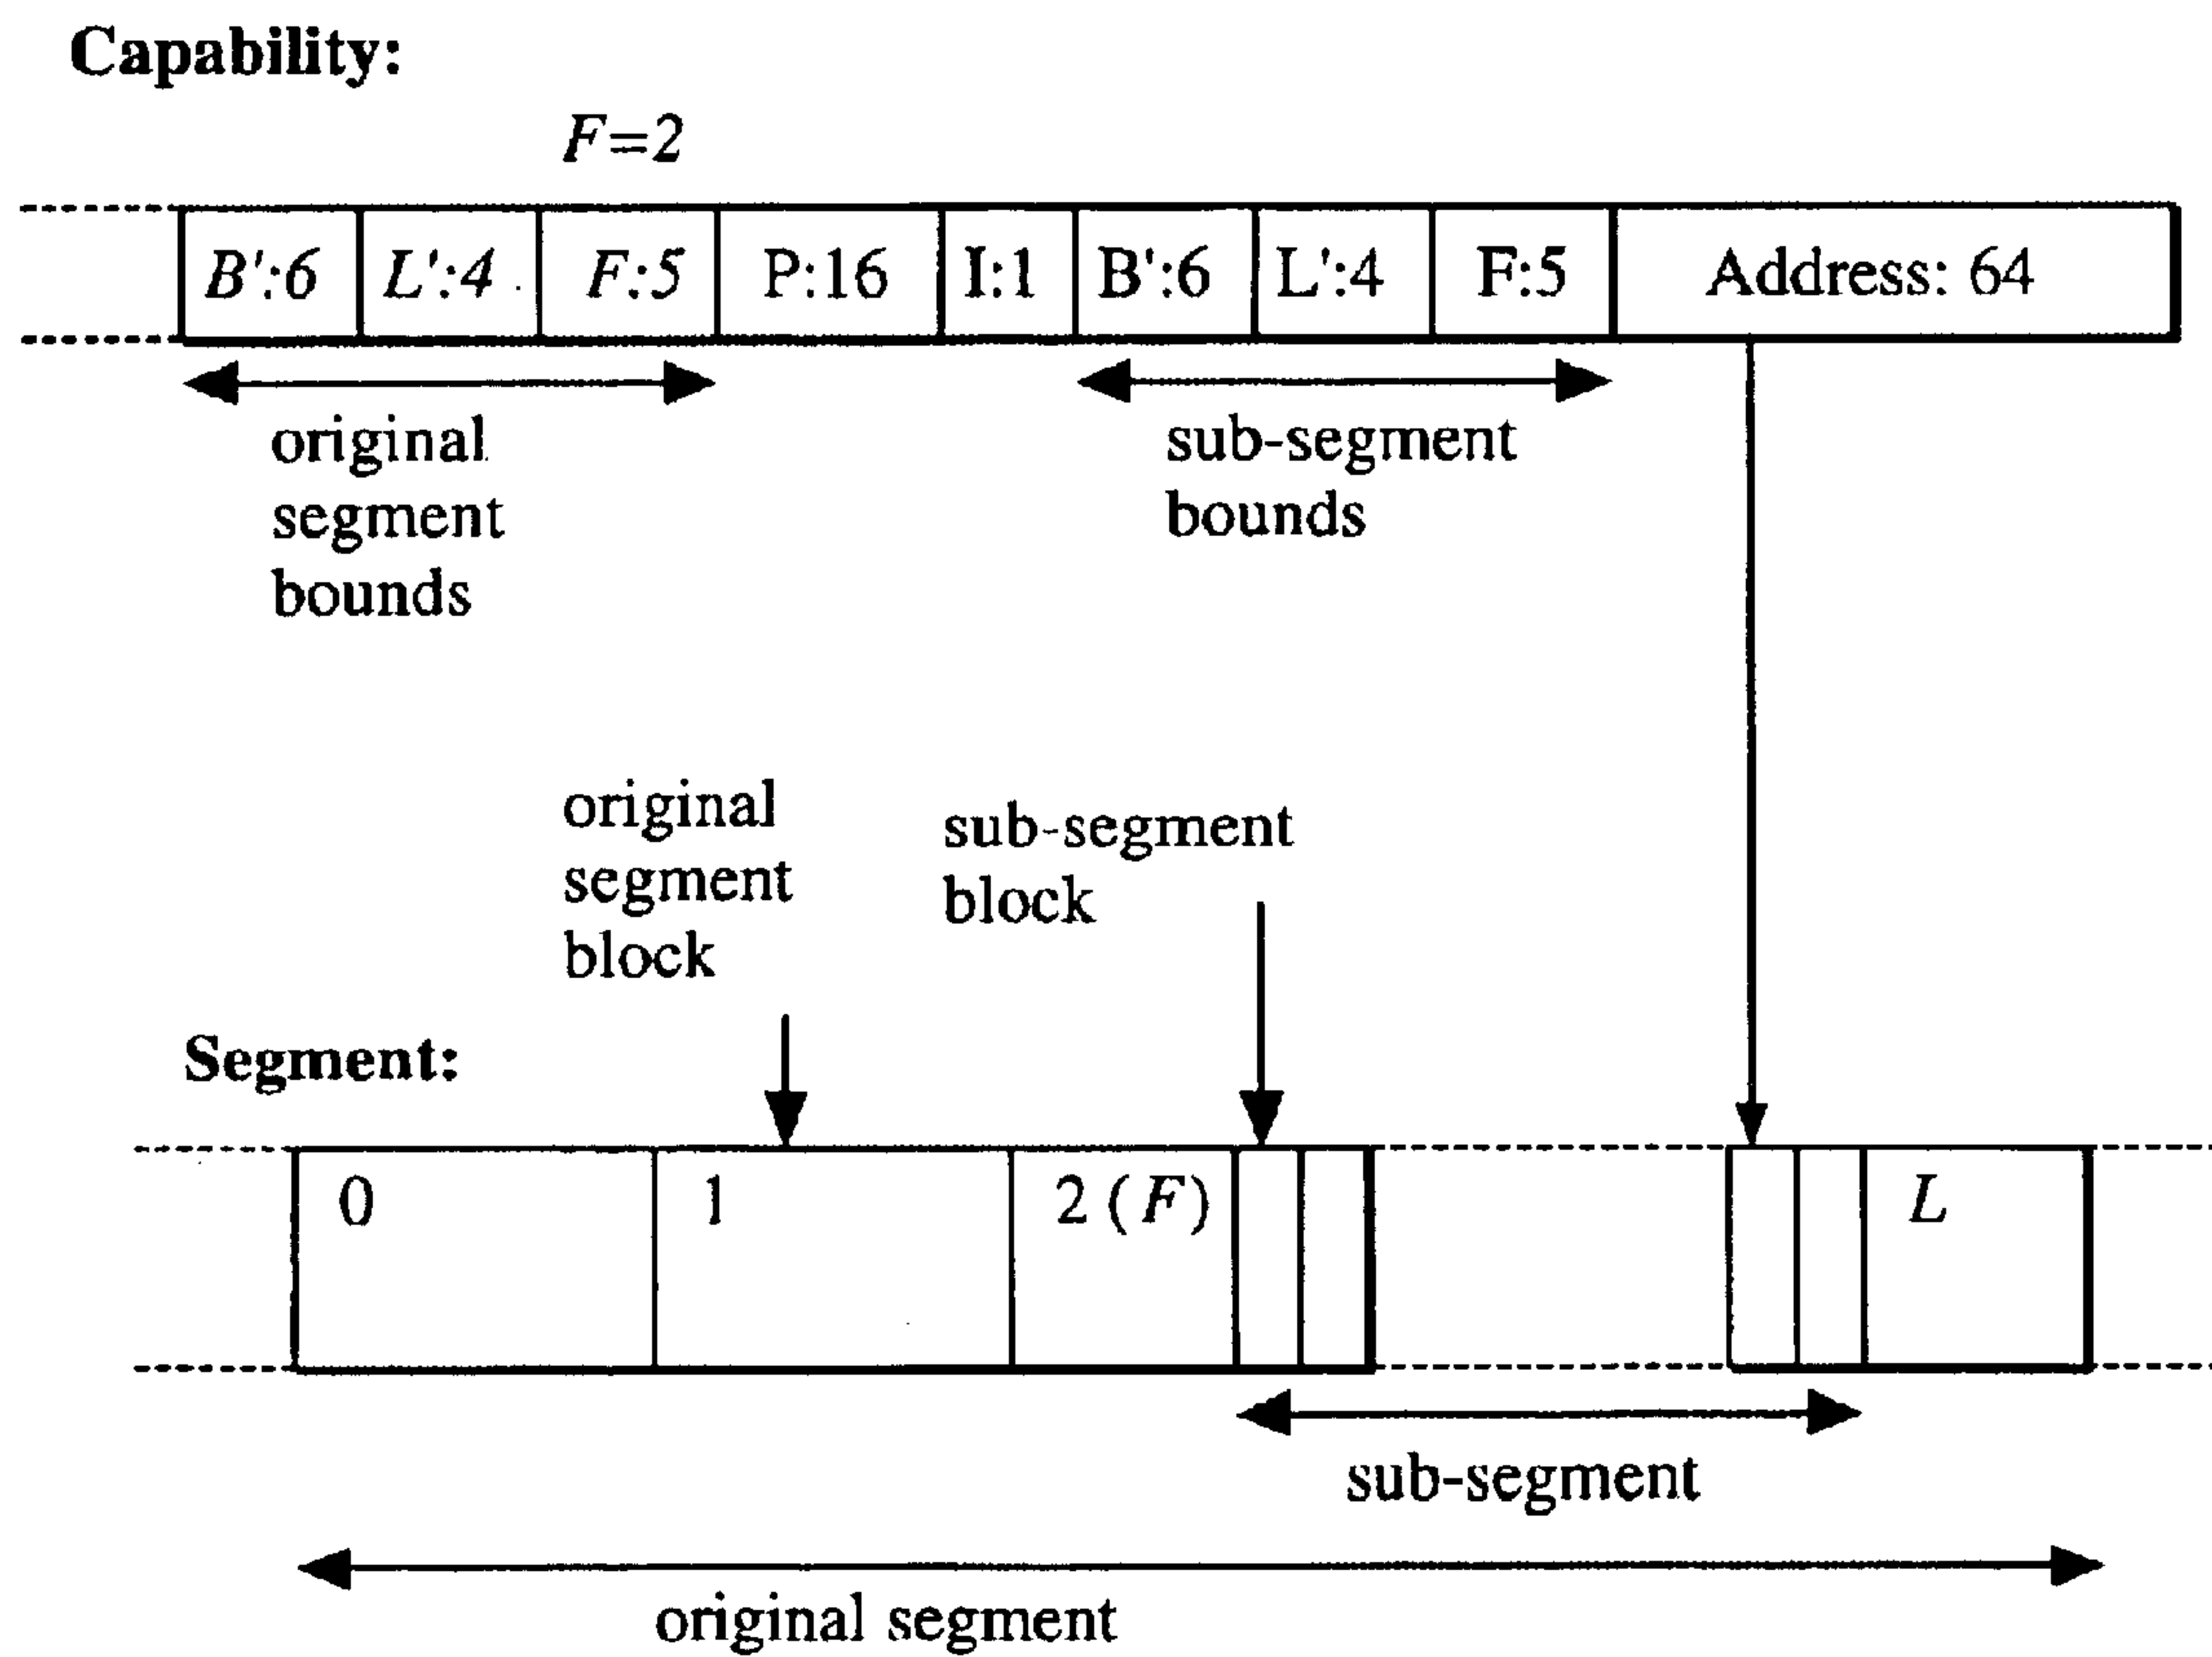 Capability:
F=2
B':6 L':4 F:5 P:16 I:1 B':6 L':4 F:5 Address: 64
original
segment
bounds
sub-segment
bounds
original
segment
block
sub-segment
block
Segment:
0 1 2 (F) L
sub-segment
original segment